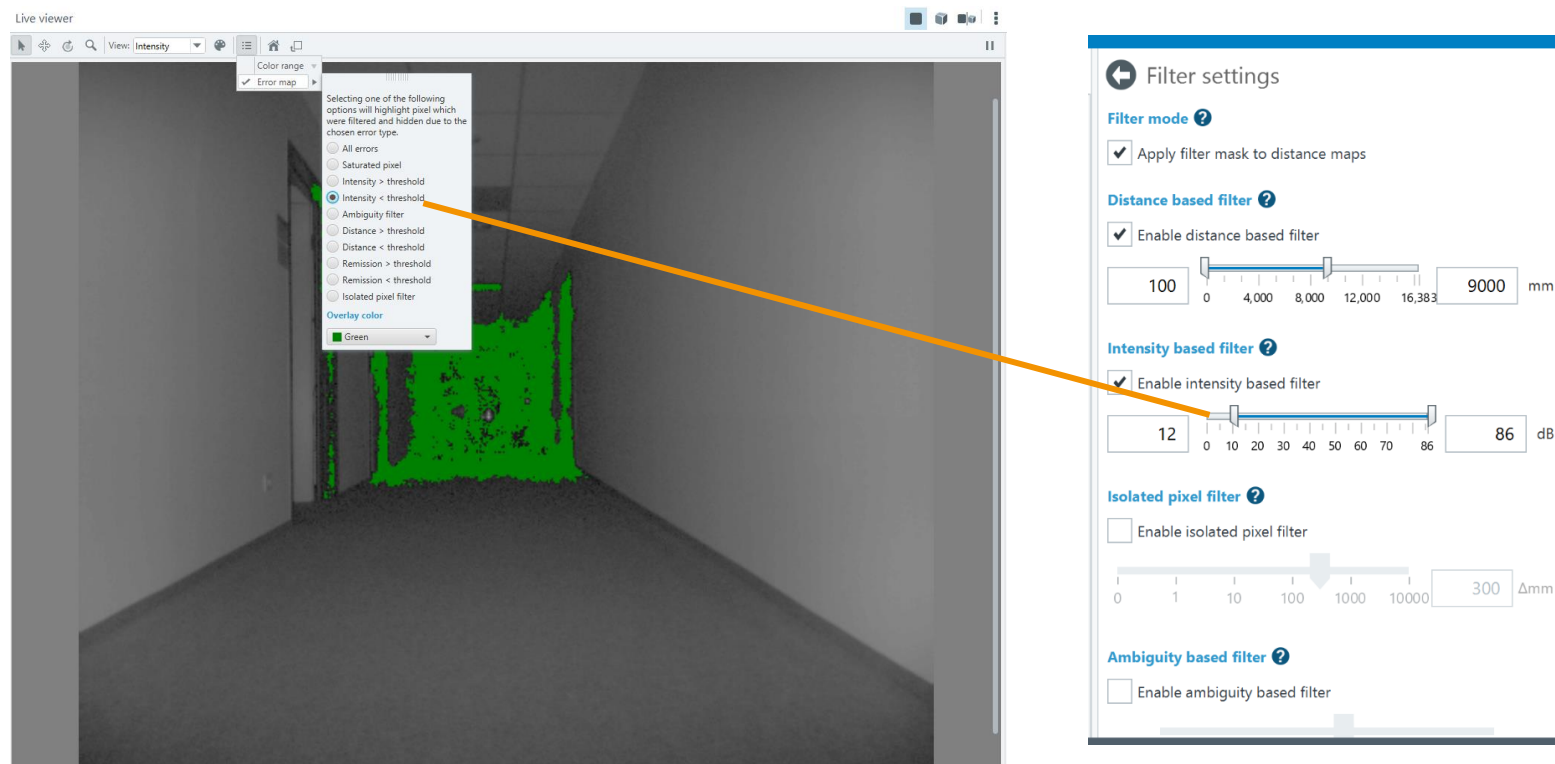 Live viewer
View: Intensity
Color range
Error map
Selecting one of the following
options will highlight pixel which
were filtered and hidden due to the
chosen error type.
All errors
Saturated pixel
Intensity > threshold
Intensity < threshold
Ambiguity filter
Distance > threshold
Distance < threshold
Remission > threshold
Remission < threshold
Isolated pixel filter
Overlay color
Green
Filter settings
Filter mode ?
Apply filter mask to distance maps
Distance based filter ?
Enable distance based filter
100 9000 mm
0 4,000 8,000 12,000 16,383
Intensity based filter ?
Enable intensity based filter
12 86 dB
0 10 20 30 40 50 60 70 86
Isolated pixel filter ?
Enable isolated pixel filter
300 Δmm
0 1 10 100 1000 10000
Ambiguity based filter ?
Enable ambiguity based filter